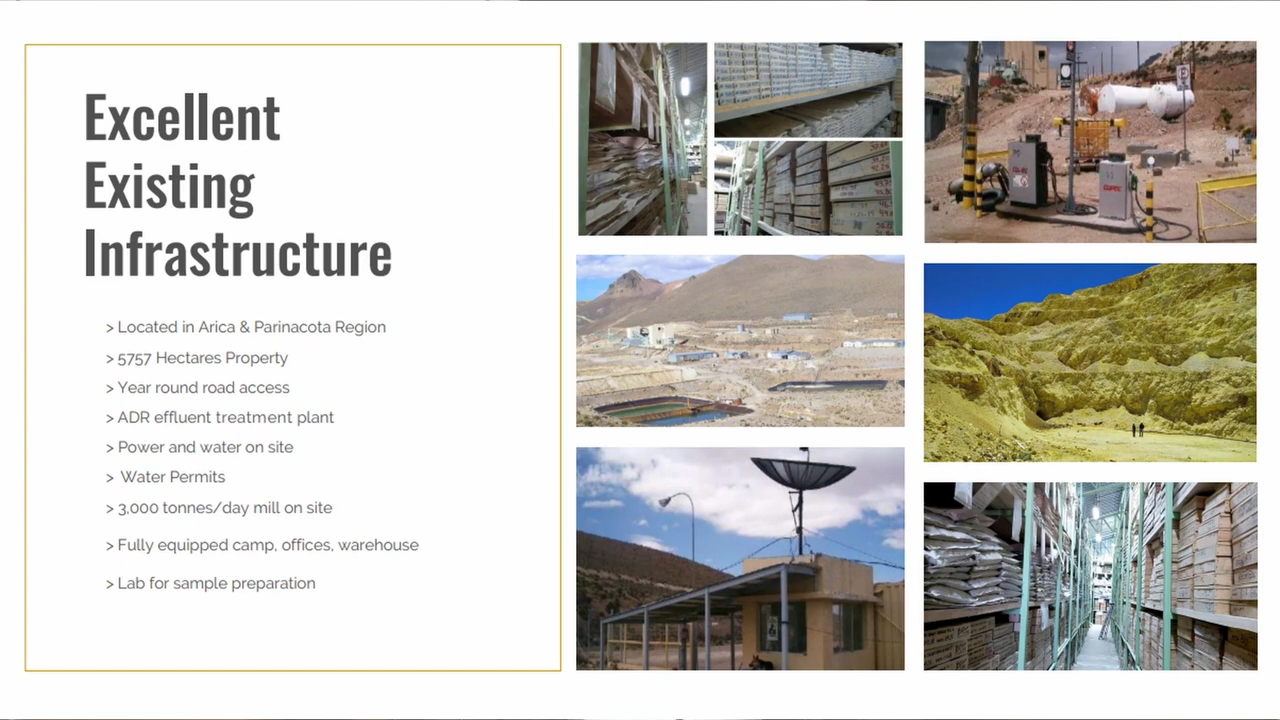 Excellent
Existing
Infrastructure
> Located in Arica & Parinacota Region
> 5757 Hectares Property
> Year round road access
> ADR effluent treatment plant
> Power and water on site
> Water Permits
> 3,000 tonnes/day mill on site
> Fully equipped camp, offices, warehouse
> Lab for sample preparation